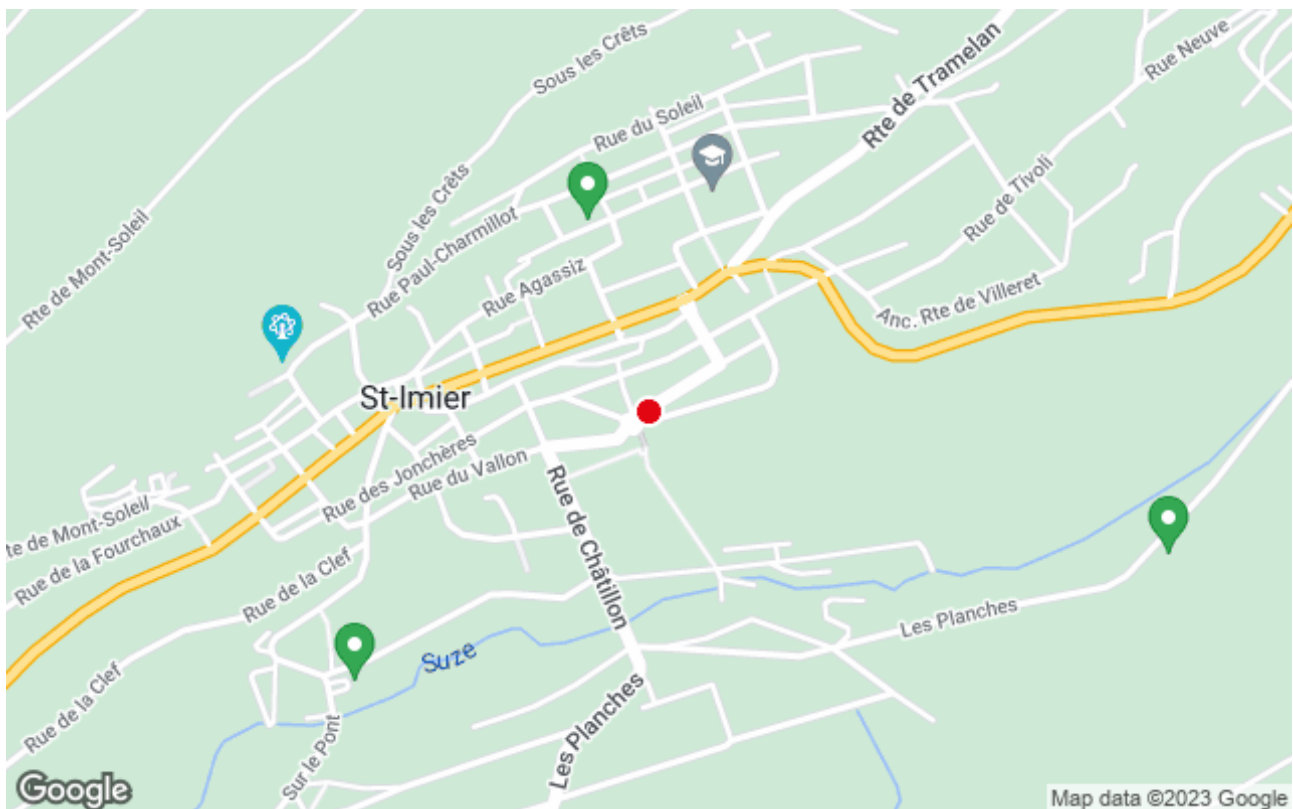 Sous les Crêts
Rue Neuve
Rte de Tramelan
Rue du Soleil
Rue de Tivoli
Sous les Crêts
Rte de Mont-Soleil
Rue Paul-Charmillot
Rue Agassiz
Anc. Rte de Villeret
St-Imier
Rue des Jonchères
Rue du Vallon
te de Mont-Soleil
Rue de la Fourchaux
Rue de Châtillon
Rue de la Clef
Les Planches
Suze
Rue de la Clef
Sur le Pont
Les Planches
Google
Map data ©2023 Google